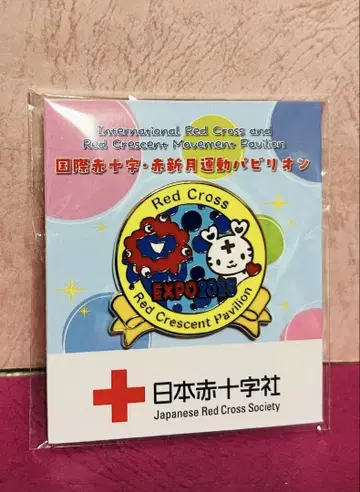 International Red Cross and
Red Crescent Movement Pavilion
国際赤十字・赤新月運動パビリオン
Red Cross
EXPO2025
Red Crescent Pavilion
日本赤十字社
Japanese Red Cross Society